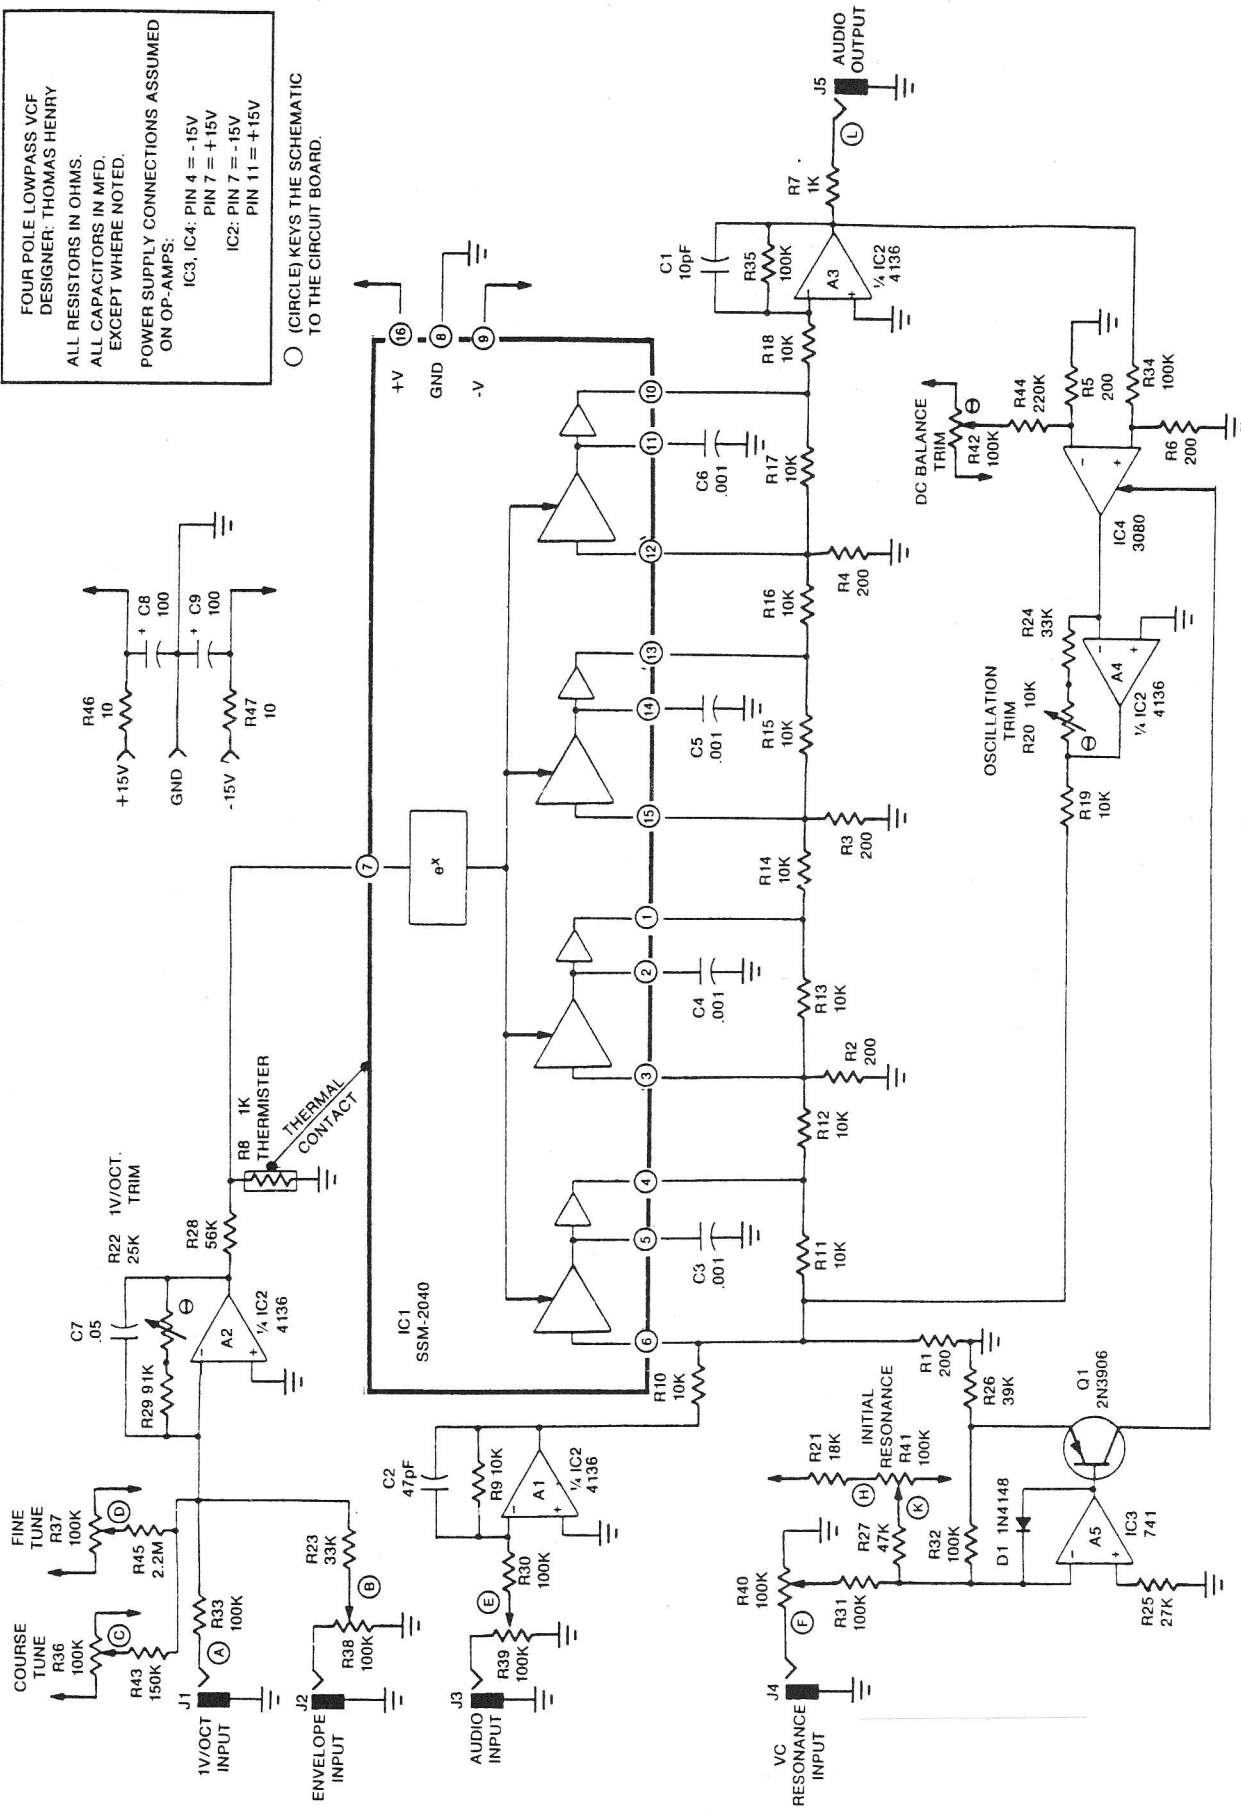 FOUR POLE LOWPASS VCF
DESIGNER: THOMAS HENRY
ALL RESISTORS IN OHMS.
ALL CAPACITORS IN MFD.
EXCEPT WHERE NOTED.
POWER SUPPLY CONNECTIONS ASSUMED
ON OP-AMPS:
IC3, IC4: PIN 4 = -15V
PIN 7 = +15V
IC2: PIN 7 = -15V
PIN 11 = +15V
(CIRCLE) KEYS THE SCHEMATIC
TO THE CIRCUIT BOARD.
COURSE
TUNE
R36
100K
C
R43
150K
FINE
TUNE
R37
100K
D
R45
2.2M
J1
1V/OCT
INPUT
A
R33
100K
J2
ENVELOPE
INPUT
R38
100K
B
R23
33K
C7
.05
R29 91K
R22
25K
1V/OCT.
TRIM
-
+
A2
¼ IC2
4136
R28
56K
R8 1K
THERMISTER
THERMAL
CONTACT
R46
10
+15V
GND
-15V
R47
10
+ C8
100
+ C9
100
J3
AUDIO
INPUT
R39
100K
E
R30
100K
C2
47pF
R9 10K
-
+
A1
¼ IC2
4136
R10
10K
IC1
SSM-2040
7
e^x
16
+V
8
GND
9
-V
6
5
4
3
2
1
15
14
13
12
11
10
C3
.001
C4
.001
C5
.001
C6
.001
R11
10K
R12
10K
R2
200
R13
10K
R14
10K
R3
200
R15
10K
R16
10K
R4
200
R17
10K
R18
10K
C1
10pF
R35
100K
-
+
A3
¼ IC2
4136
R7
1K
L
J5
AUDIO
OUTPUT
J4
VC
RESONANCE
INPUT
R40
100K
F
R31
100K
R21
18K
H
INITIAL
RESONANCE
R41
100K
K
R27
47K
R32
100K
R1
200
R26
39K
D1 1N4148
-
+
A5
IC3
741
R25
27K
Q1
2N3906
R19
10K
OSCILLATION
TRIM
R20 10K
R24
33K
-
+
A4
¼ IC2
4136
IC4
3080
-
+
DC BALANCE
TRIM
R42
100K
R44
220K
R5
200
R34
100K
R6
200